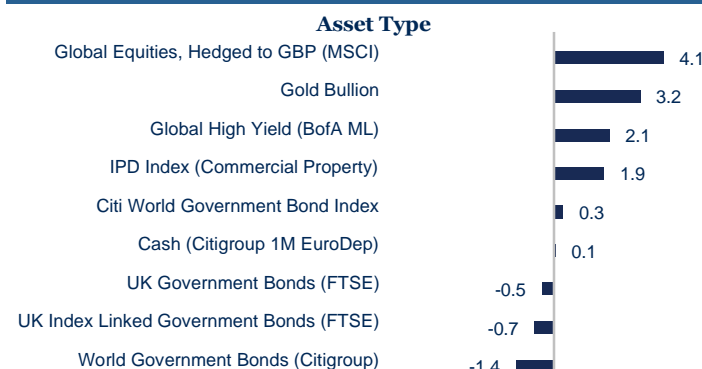 Asset Type
Global Equities, Hedged to GBP (MSCI) 4.1
Gold Bullion 3.2
Global High Yield (BofA ML) 2.1
IPD Index (Commercial Property) 1.9
Citi World Government Bond Index 0.3
Cash (Citigroup 1M EuroDep) 0.1
UK Government Bonds (FTSE) -0.5
UK Index Linked Government Bonds (FTSE) -0.7
World Government Bonds (Citigroup) -1.4